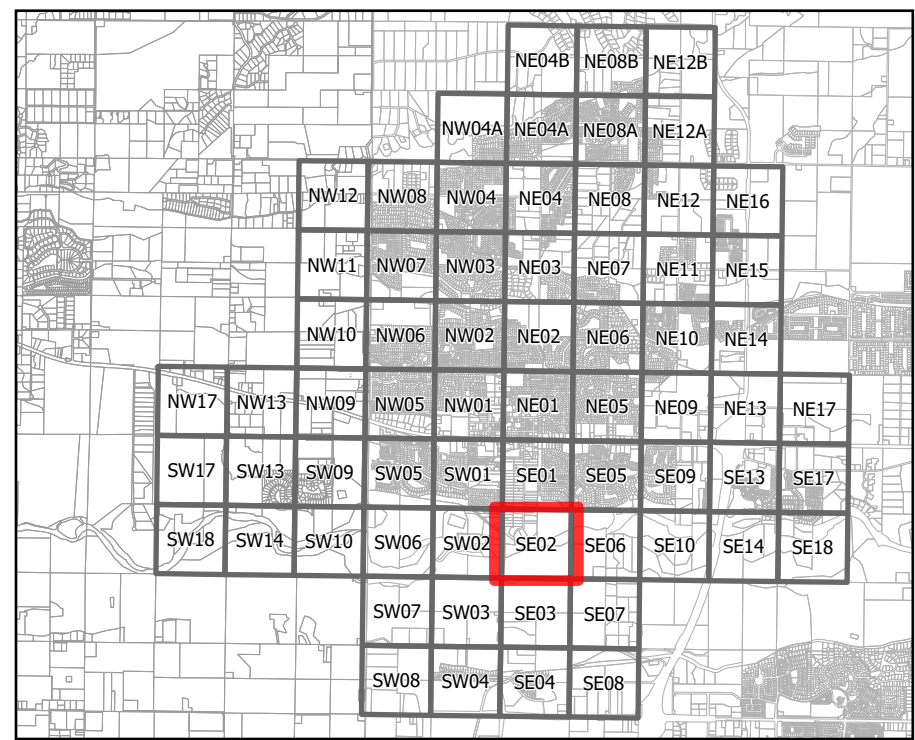 NE04B NE08B NE12B
NW04A NE04A NE08A NE12A
NW12 NW08 NW04 NE04 NE08 NE12 NE16
NW11 NW07 NW03 NE03 NE07 NE11 NE15
NW10 NW06 NW02 NE02 NE06 NE10 NE14
NW17 NW13 NW09 NW05 NW01 NE01 NE05 NE09 NE13 NE17
SW17 SW13 SW09 SW05 SW01 SE01 SE05 SE09 SE13 SE17
SW18 SW14 SW10 SW06 SW02 SE02 SE06 SE10 SE14 SE18
SW07 SW03 SE03 SE07
SW08 SW04 SE04 SE08